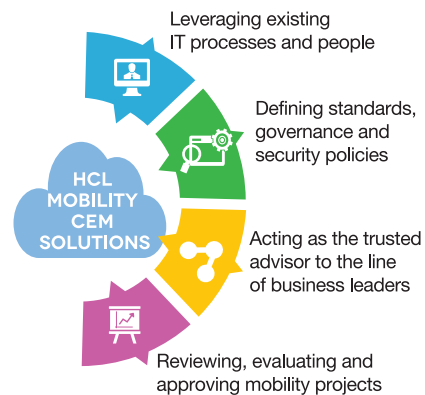 Leveraging existing
IT processes and people
Defining standards,
governance and
security policies
HCL
MOBILITY
CEM
SOLUTIONS
Acting as the trusted
advisor to the line
of business leaders
Reviewing, evaluating and
approving mobility projects